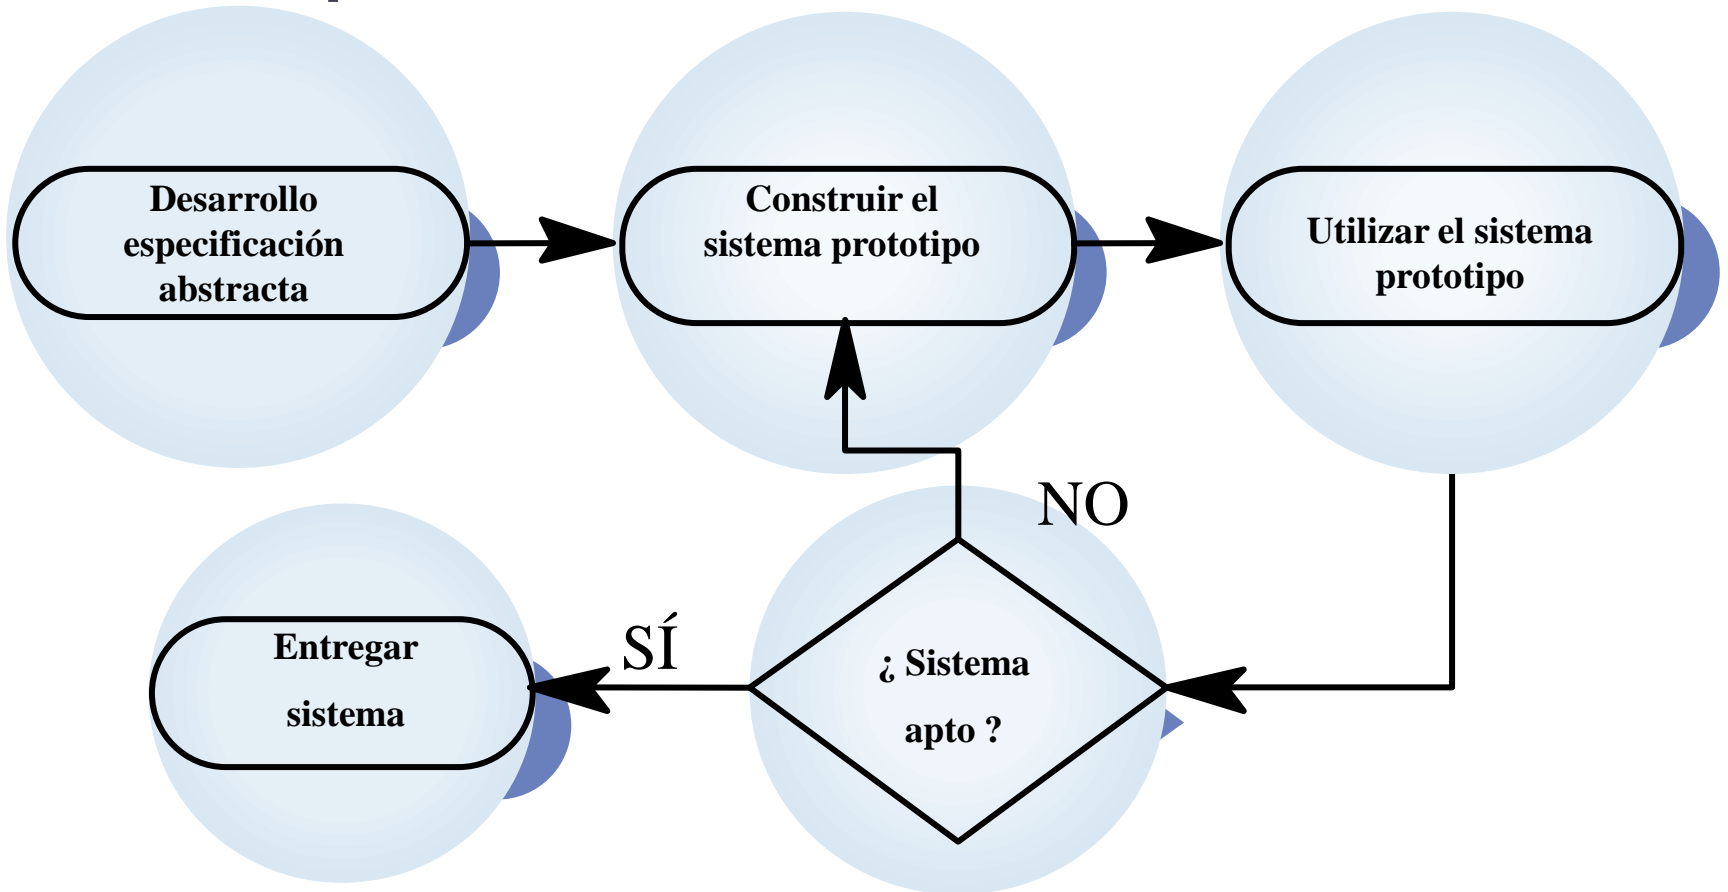 Desarrollo
especificación
abstracta
Construir el
sistema prototipo
Utilizar el sistema
prototipo
NO
SÍ
Entregar
sistema
¿ Sistema
apto ?